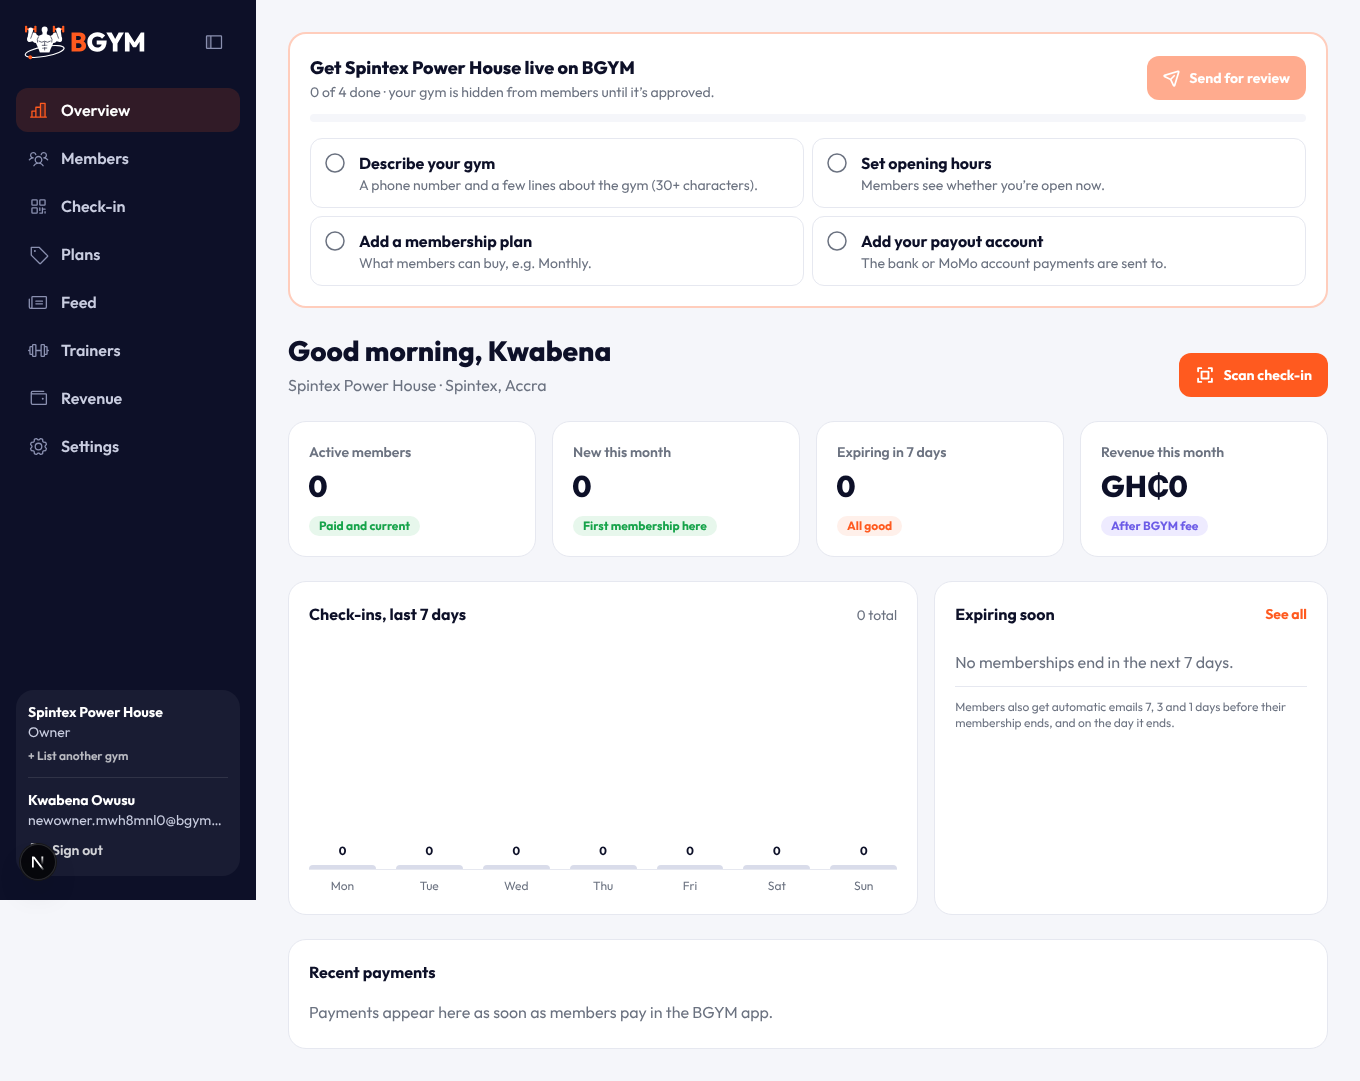 BGYM
Overview
Members
Check-in
Plans
Feed
Trainers
Revenue
Settings
Spintex Power House
Owner
+ List another gym
Kwabena Owusu
newowner.mwh8mnl0@bgym...
Sign out
N
Get Spintex Power House live on BGYM
0 of 4 done · your gym is hidden from members until it's approved.
Send for review
Describe your gym
A phone number and a few lines about the gym (30+ characters).
Set opening hours
Members see whether you're open now.
Add a membership plan
What members can buy, e.g. Monthly.
Add your payout account
The bank or MoMo account payments are sent to.
Good morning, Kwabena
Spintex Power House · Spintex, Accra
Scan check-in
Active members
0
Paid and current
New this month
0
First membership here
Expiring in 7 days
0
All good
Revenue this month
GH₵0
After BGYM fee
Check-ins, last 7 days
0 total
0 0 0 0 0 0 0
Mon Tue Wed Thu Fri Sat Sun
Expiring soon
See all
No memberships end in the next 7 days.
Members also get automatic emails 7, 3 and 1 days before their
membership ends, and on the day it ends.
Recent payments
Payments appear here as soon as members pay in the BGYM app.